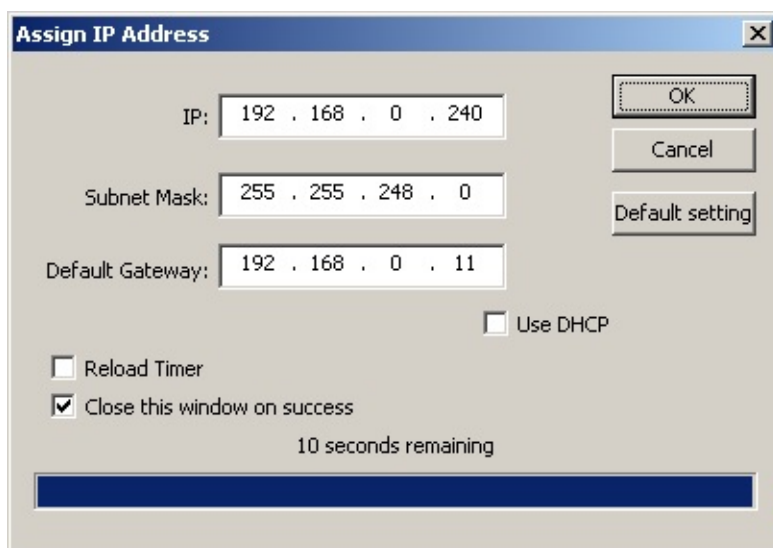 Assign IP Address
IP: 192 . 168 . 0 . 240
OK
Cancel
Subnet Mask: 255 . 255 . 248 . 0
Default setting
Default Gateway: 192 . 168 . 0 . 11
Use DHCP
Reload Timer
Close this window on success
10 seconds remaining